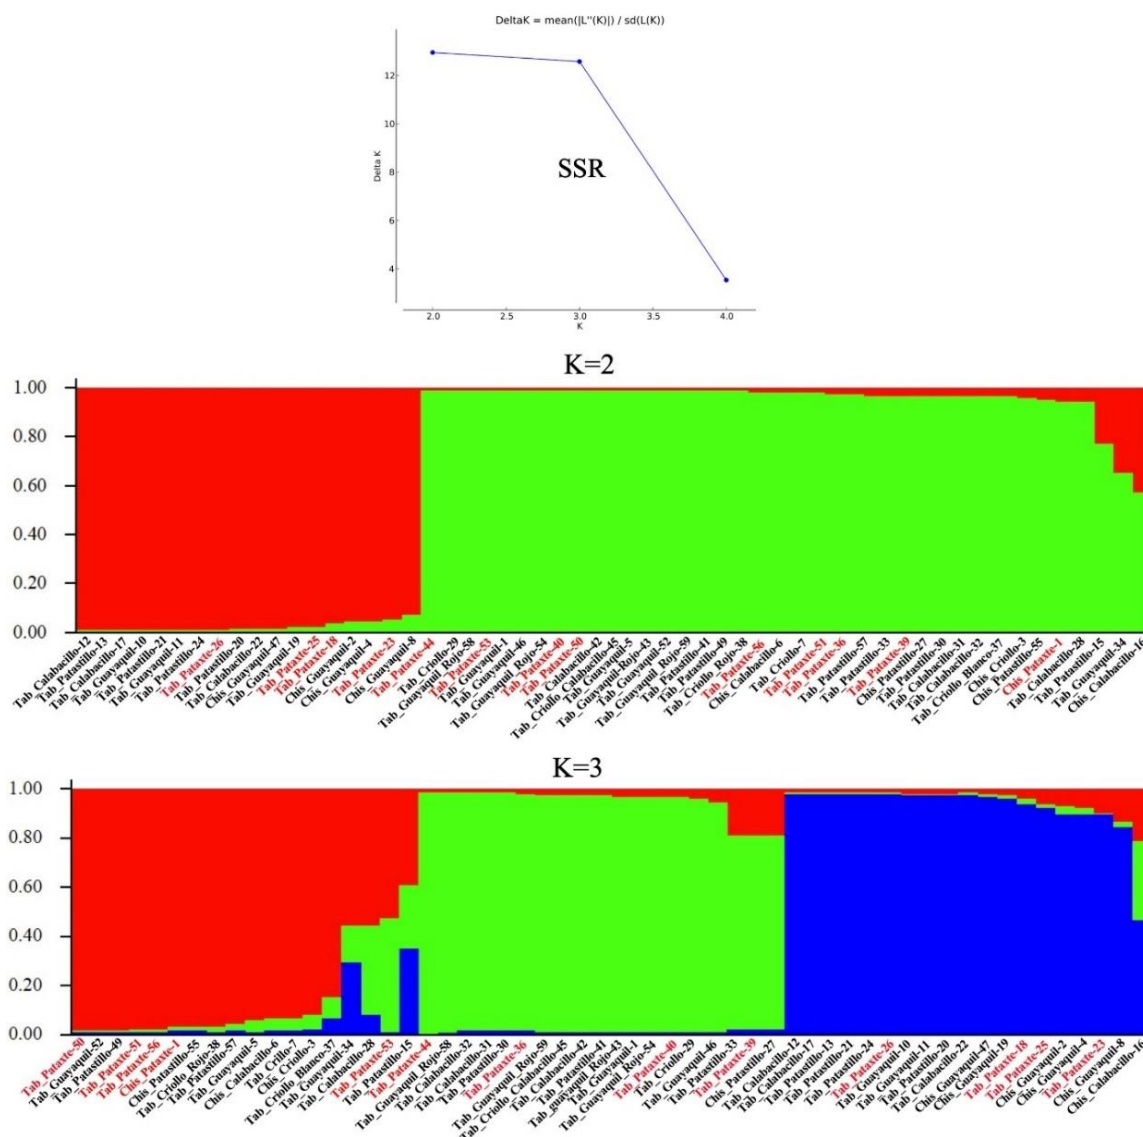 DeltaK = mean(|L''(K)|) / sd(L(K))
12
10
8
6
4
Delta K
SSR
2.0 2.5 3.0 3.5 4.0
K
K=2
1.00
0.80
0.60
0.40
0.20
0.00
Tab_Calabacillo-12
Tab_Patastillo-13
Tab_Calabacillo-17
Tab_Guayaquil-10
Tab_Patastillo-21
Tab_Guayaquil-11
Tab_Patastillo-24
Tab_Pataxte-26
Tab_Patastillo-20
Tab_Calabacillo-22
Chis_Guayaquil-47
Tab_Guayaquil-19
Tab_Pataxte-25
Tab_Pataxte-18
Chis_Guayaquil-2
Chis_Guayaquil-4
Tab_Pataxte-23
Chis_Guayaquil-8
Tab_Pataxte-44
Tab_Criollo-29
Tab_Guayaquil_Rojo-58
Tab_Pataxte-53
Tab_Guayaquil-1
Tab_Guayaquil-46
Tab_Guayaquil_Rojo-54
Tab_Pataxte-40
Tab_Pataxte-50
Tab_Calabacillo-42
Tab_Criollo Calabacillo-45
Tab_Guayaquil-5
Tab_Guayaquil_Rojo-43
Tab_Guayaquil-52
Tab_Guayaquil_Rojo-59
Tab_Patastillo-41
Tab_Patastillo-49
Tab_Criollo_Rojo-38
Tab_Pataxte-56
Chis_Calabacillo-6
Tab_Criollo-7
Tab_Pataxte-51
Tab_Pataxte-36
Tab_Patastillo-57
Tab_Patastillo-33
Tab_Pataxte-39
Chis_Patastillo-27
Tab_Patastillo-30
Tab_Calabacillo-31
Tab_Calabacillo-32
Tab_Criollo Blanco-37
Chis_Criollo-3
Chis_Patastillo-55
Chis_Pataxte-1
Tab_Calabacillo-28
Tab_Patastillo-15
Tab_Guayaquil-34
Chis_Calabacillo-16
K=3
1.00
0.80
0.60
0.40
0.20
0.00
Tab_Pataxte-50
Tab_Guayaquil-52
Tab_Patastillo-49
Tab_Pataxte-51
Tab_Pataxte-56
Chis_Pataxte-1
Chis_Patastillo-55
Tab_Criollo Rojo-38
Tab_Patastillo-57
Tab_Guayaquil-5
Chis_Calabacillo-6
Tab_Criollo-7
Chis_Criollo-3
Tab_Criollo Blanco-37
Tab_Guayaquil-34
Tab_Calabacillo-28
Tab_Pataxte-53
Tab_Patastillo-15
Tab_Pataxte-44
Tab_Guayaquil_Rojo-58
Tab_Calabacillo-32
Tab_Calabacillo-31
Tab_Patastillo-30
Tab_Pataxte-36
Tab_Guayaquil_Rojo-59
Tab_Criollo Calabacillo-45
Tab_Calabacillo-42
Tab_Patastillo-41
Tab_guayaquil_Rojo-43
Tab_Guayaquil-1
Tab_Guayaquil_Rojo-54
Tab_Pataxte-40
Tab_Criollo-29
Tab_Guayaquil-46
Tab_Patastillo-33
Tab_Pataxte-39
Chis_Patastillo-27
Tab_Calabacillo-12
Tab_Calabacillo-17
Tab_Patastillo-13
Tab_Patastillo-21
Tab_Patastillo-24
Tab_Pataxte-26
Tab_Guayaquil-10
Tab_Guayaquil-11
Tab_Patastillo-20
Tab_Calabacillo-22
Chis_Guayaquil-47
Chis_Guayaquil-19
Tab_Pataxte-18
Tab_Pataxte-25
Chis_Guayaquil-2
Chis_Guayaquil-4
Tab_Pataxte-23
Chis_Guayaquil-8
Chis_Calabacillo-16